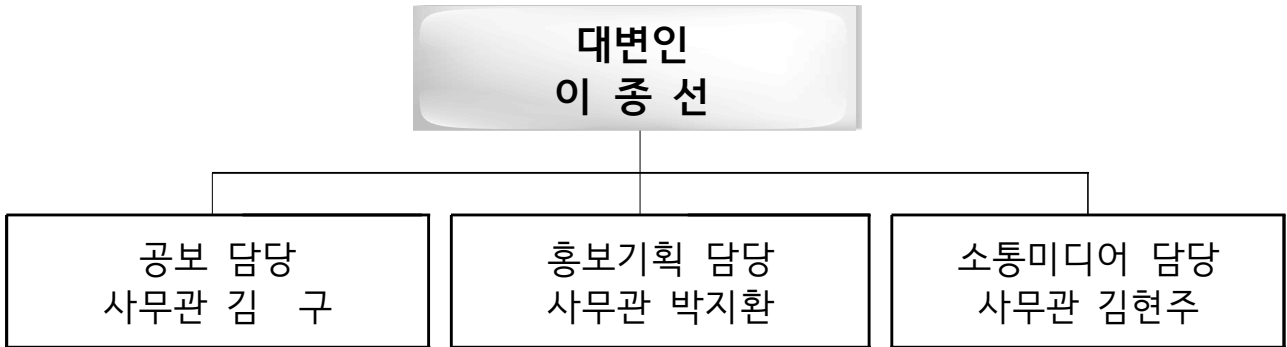 대변인
이 종 선
공보 담당
사무관 김 구
홍보기획 담당
사무관 박지환
소통미디어 담당
사무관 김현주